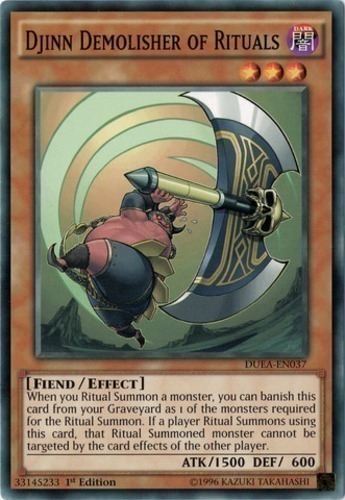 DJINN DEMOLISHER OF RITUALS
DARK
闇
DUEA-EN037
[FIEND / EFFECT]
When you Ritual Summon a monster, you can banish this
card from your Graveyard as 1 of the monsters required
for the Ritual Summon. If a player Ritual Summons using
this card, that Ritual Summoned monster cannot be
targeted by the card effects of the other player.
ATK/1500 DEF/ 600
33145233 1st Edition ©1996 KAZUKI TAKAHASHI